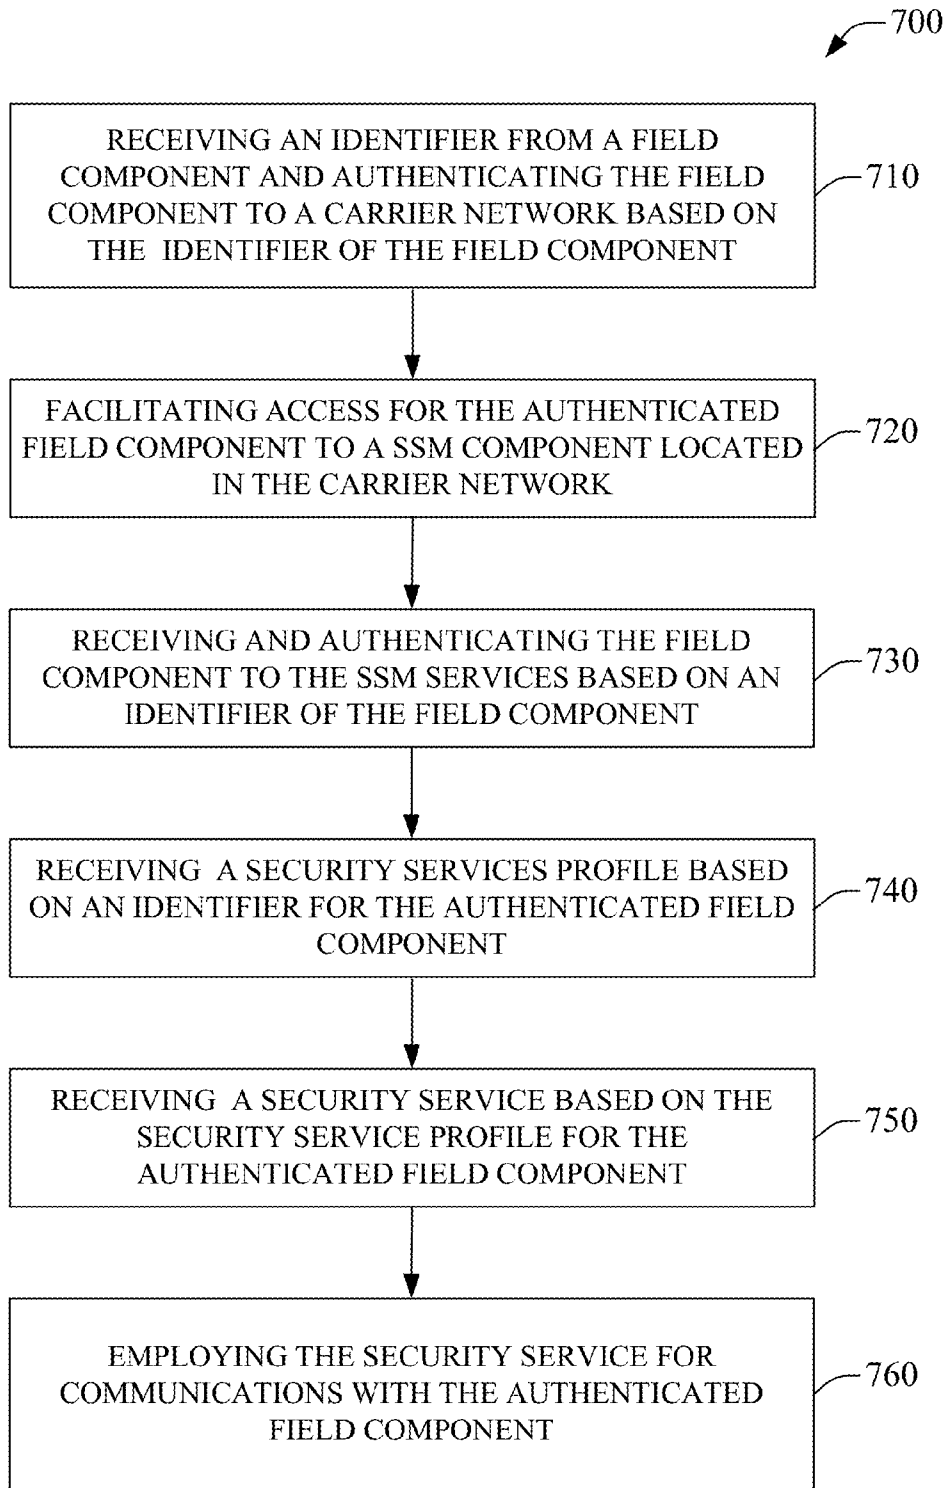 700
RECEIVING AN IDENTIFIER FROM A FIELD
COMPONENT AND AUTHENTICATING THE FIELD
COMPONENT TO A CARRIER NETWORK BASED ON
THE IDENTIFIER OF THE FIELD COMPONENT
710
FACILITATING ACCESS FOR THE AUTHENTICATED
FIELD COMPONENT TO A SSM COMPONENT LOCATED
IN THE CARRIER NETWORK
720
RECEIVING AND AUTHENTICATING THE FIELD
COMPONENT TO THE SSM SERVICES BASED ON AN
IDENTIFIER OF THE FIELD COMPONENT
730
RECEIVING A SECURITY SERVICES PROFILE BASED
ON AN IDENTIFIER FOR THE AUTHENTICATED FIELD
COMPONENT
740
RECEIVING A SECURITY SERVICE BASED ON THE
SECURITY SERVICE PROFILE FOR THE
AUTHENTICATED FIELD COMPONENT
750
EMPLOYING THE SECURITY SERVICE FOR
COMMUNICATIONS WITH THE AUTHENTICATED
FIELD COMPONENT
760